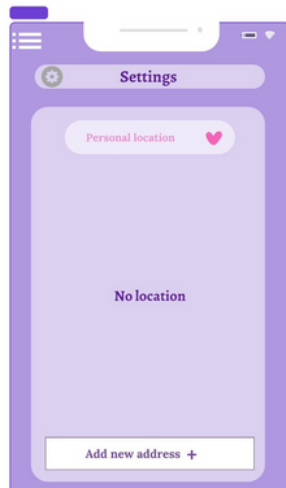 Settings
Personal location
No location
Add new address +